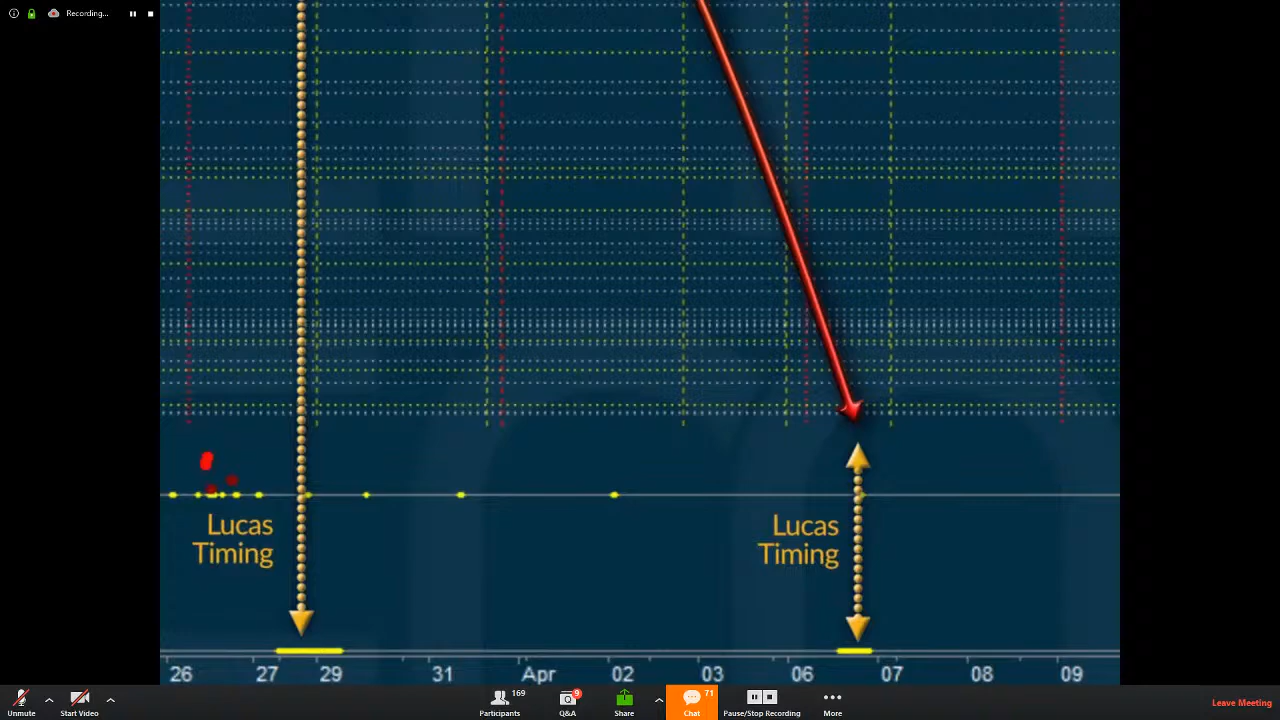 Recording...
Lucas
Timing
Lucas
Timing
26 27 29 31 Apr 02 03 06 07 08 09
Unmute
Start Video
169
Participants
9
Q&A
Share
71
Chat
Pause/Stop Recording
More
Leave Meeting